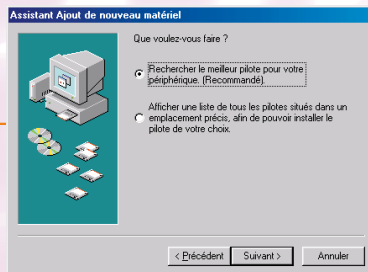 Assistant Ajout de nouveau matériel
Que voulez-vous faire ?
Rechercher le meilleur pilote pour votre
périphérique. (Recommandé).
Afficher une liste de tous les pilotes situés dans un
emplacement précis, afin de pouvoir installer le
pilote de votre choix.
< Précédent
Suivant >
Annuler